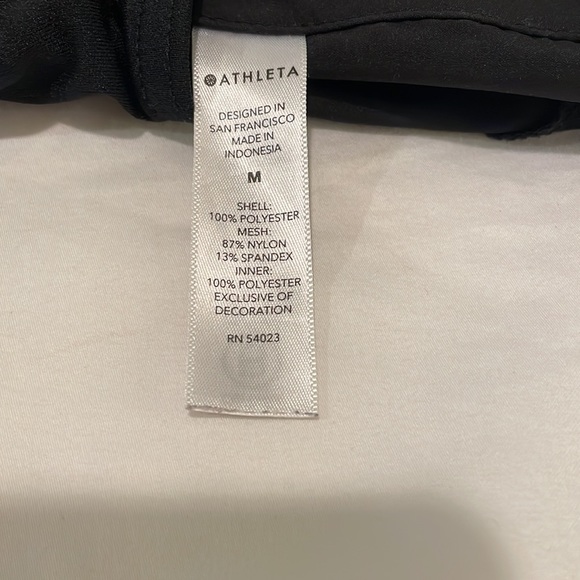 ATHLETA
DESIGNED IN
SAN FRANCISCO
MADE IN
INDONESIA
M
SHELL:
100% POLYESTER
MESH:
87% NYLON
13% SPANDEX
INNER:
100% POLYESTER
EXCLUSIVE OF
DECORATION
RN 54023